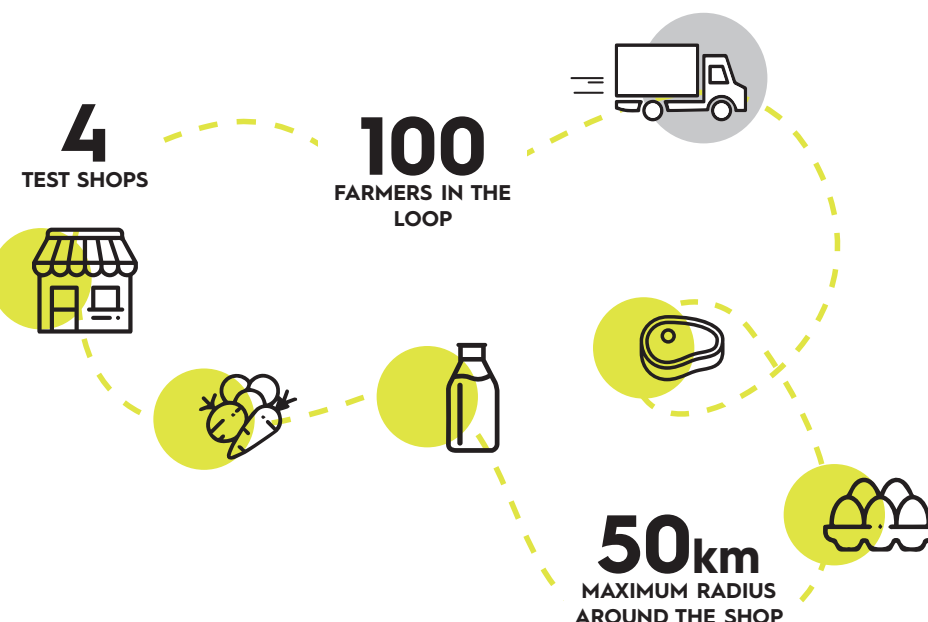 4
TEST SHOPS
100
FARMERS IN THE
LOOP
50km
MAXIMUM RADIUS
AROUND THE SHOP